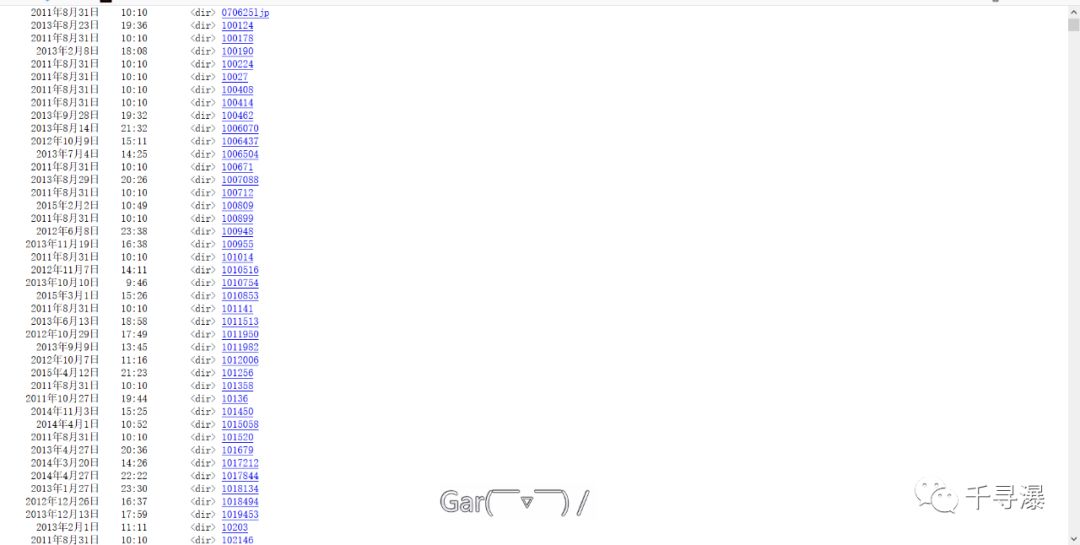 2011年8月31日 10:10 <dir> 0706251jp
2013年8月23日 19:36 <dir> 100124
2011年8月31日 10:10 <dir> 100178
2013年2月8日 18:08 <dir> 100190
2011年8月31日 10:10 <dir> 100224
2011年8月31日 10:10 <dir> 10027
2011年8月31日 10:10 <dir> 100408
2011年8月31日 10:10 <dir> 100414
2013年9月28日 19:32 <dir> 100462
2013年8月14日 21:32 <dir> 1006070
2012年10月9日 15:11 <dir> 1006437
2013年7月4日 14:25 <dir> 1006504
2011年8月31日 10:10 <dir> 100671
2013年8月29日 20:26 <dir> 1007088
2011年8月31日 10:10 <dir> 100712
2015年2月2日 10:49 <dir> 100809
2011年8月31日 10:10 <dir> 100899
2012年6月8日 23:38 <dir> 100948
2013年11月19日 16:38 <dir> 100955
2011年8月31日 10:10 <dir> 101014
2012年11月7日 14:11 <dir> 1010516
2013年10月10日 9:46 <dir> 1010754
2015年3月1日 15:26 <dir> 1010853
2011年8月31日 10:10 <dir> 101141
2013年6月13日 18:58 <dir> 1011513
2012年10月29日 17:49 <dir> 1011950
2013年9月9日 13:45 <dir> 1011982
2012年10月7日 11:16 <dir> 1012006
2015年4月12日 21:23 <dir> 101256
2011年8月31日 10:10 <dir> 101358
2011年10月27日 19:44 <dir> 10136
2014年11月3日 15:25 <dir> 101450
2014年4月1日 10:52 <dir> 1015058
2011年8月31日 10:10 <dir> 101520
2013年4月27日 20:36 <dir> 101679
2014年3月20日 14:26 <dir> 1017212
2014年4月27日 22:22 <dir> 1017844
2013年1月27日 23:30 <dir> 1018134
2012年12月26日 16:37 <dir> 1018494
2013年12月13日 17:59 <dir> 1019453
2013年2月1日 11:11 <dir> 10203
2011年8月31日 10:10 <dir> 102146
Gar(￣▽￣)/
千寻瀑